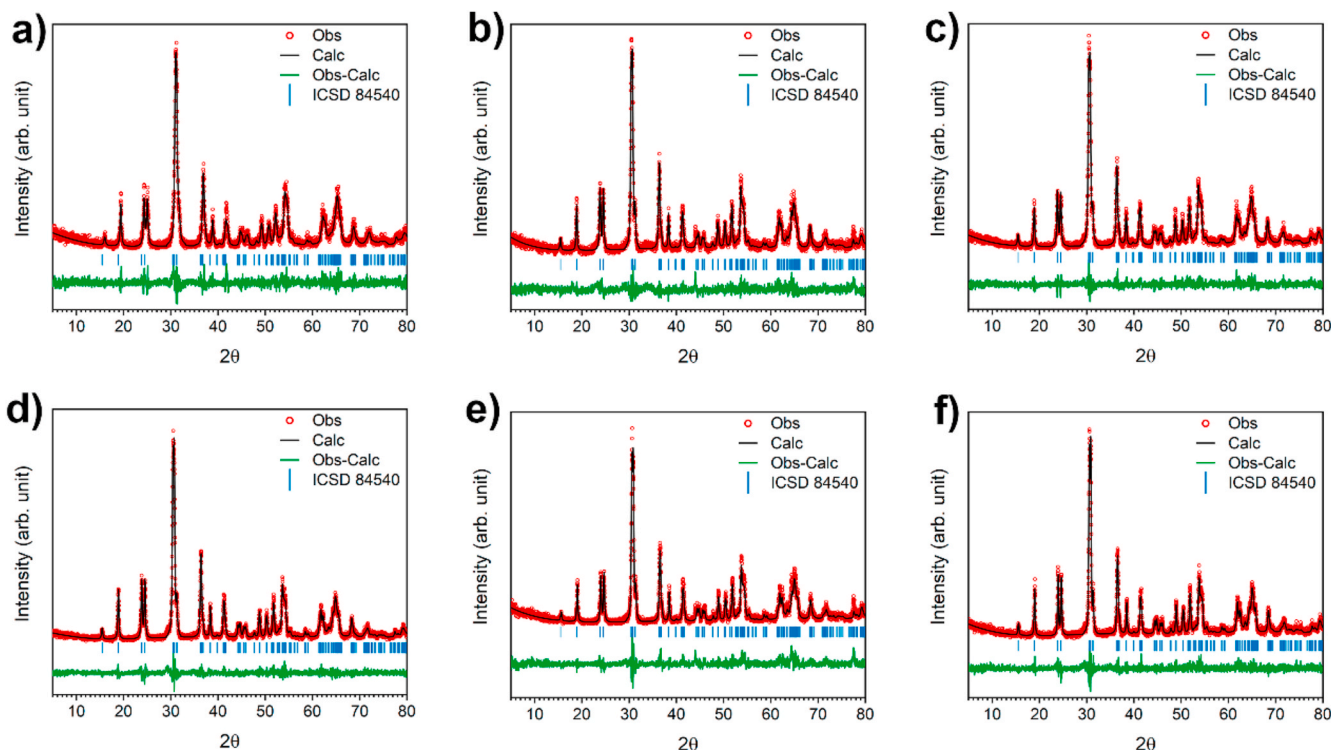 a)
Obs
Calc
Obs-Calc
ICSD 84540
Intensity (arb. unit)
10 20 30 40 50 60 70 80
2θ
b)
Obs
Calc
Obs-Calc
ICSD 84540
Intensity (arb. unit)
10 20 30 40 50 60 70 80
2θ
c)
Obs
Calc
Obs-Calc
ICSD 84540
Intensity (arb. unit)
10 20 30 40 50 60 70 80
2θ
d)
Obs
Calc
Obs-Calc
ICSD 84540
Intensity (arb. unit)
10 20 30 40 50 60 70 80
2θ
e)
Obs
Calc
Obs-Calc
ICSD 84540
Intensity (arb. unit)
10 20 30 40 50 60 70 80
2θ
f)
Obs
Calc
Obs-Calc
ICSD 84540
Intensity (arb. unit)
10 20 30 40 50 60 70 80
2θ